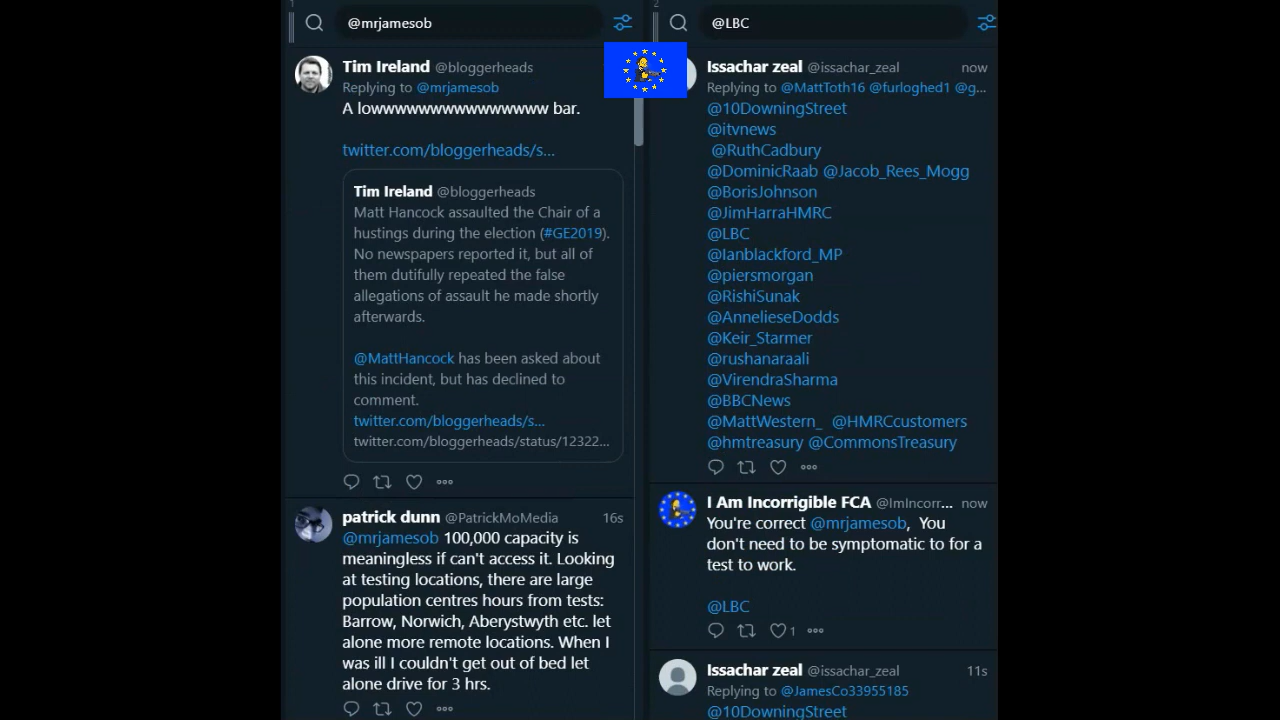 1
@mrjamesob
Tim Ireland @bloggerheads
Replying to @mrjamesob
A lowwwwwwwwwwwwwww bar.
twitter.com/bloggerheads/s...
Tim Ireland @bloggerheads
Matt Hancock assaulted the Chair of a
hustings during the election (#GE2019).
No newspapers reported it, but all of
them dutifully repeated the false
allegations of assault he made shortly
afterwards.
@MattHancock has been asked about
this incident, but has declined to
comment.
twitter.com/bloggerheads/s...
twitter.com/bloggerheads/status/12322...
patrick dunn @PatrickMoMedia 16s
@mrjamesob 100,000 capacity is
meaningless if can't access it. Looking
at testing locations, there are large
population centres hours from tests:
Barrow, Norwich, Aberystwyth etc. let
alone more remote locations. When I
was ill I couldn't get out of bed let
alone drive for 3 hrs.
2
@LBC
Issachar zeal @issachar_zeal now
Replying to @MattToth16 @furloghed1 @g...
@10DowningStreet
@itvnews
@RuthCadbury
@DominicRaab @Jacob_Rees_Mogg
@BorisJohnson
@JimHarraHMRC
@LBC
@Ianblackford_MP
@piersmorgan
@RishiSunak
@AnnelieseDodds
@Keir_Starmer
@rushanaraali
@VirendraSharma
@BBCNews
@MattWestern_ @HMRCcustomers
@hmtreasury @CommonsTreasury
I Am Incorrigible FCA @ImIncorr... now
You're correct @mrjamesob, You
don't need to be symptomatic to for a
test to work.
@LBC
1
Issachar zeal @issachar_zeal 11s
Replying to @JamesCo33955185
@10DowningStreet